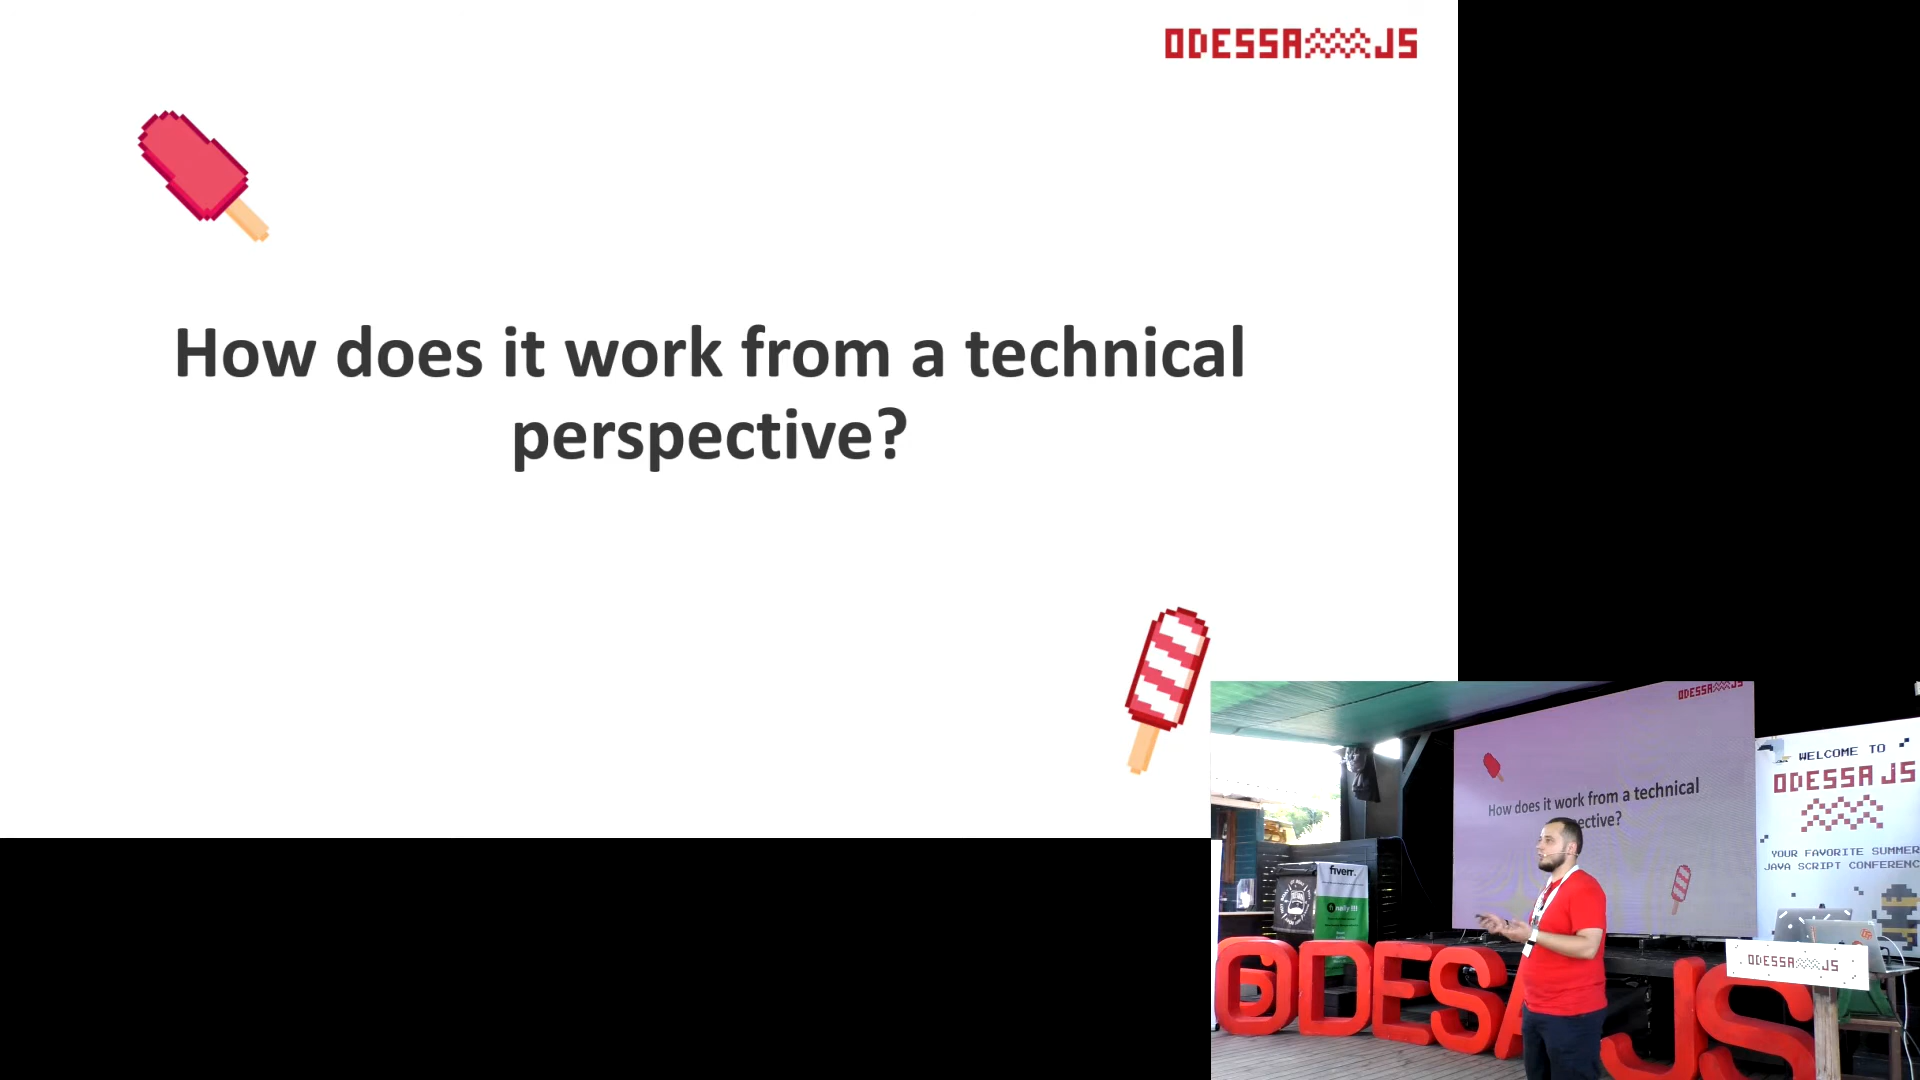 ODESSA JS
How does it work from a technical
perspective?
ODESSA JS
How does it work from a technical
pective?
WELCOME TO
ODESSA JS
YOUR FAVORITE SUMMER
JAVA SCRIPT CONFERENC
fiverr.
ODESSA JS
ODESSA JS